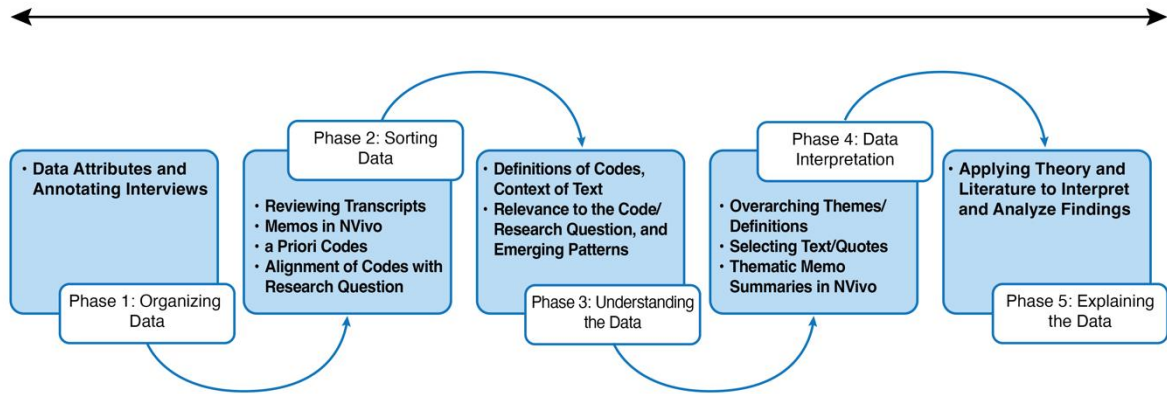 • Data Attributes and
Annotating Interviews
Phase 1: Organizing
Data
Phase 2: Sorting
Data
• Reviewing Transcripts
• Memos in NVivo
• a Priori Codes
• Alignment of Codes with
Research Question
• Definitions of Codes,
Context of Text
• Relevance to the Code/
Research Question, and
Emerging Patterns
Phase 3: Understanding
the Data
Phase 4: Data
Interpretation
• Overarching Themes/
Definitions
• Selecting Text/Quotes
• Thematic Memo
Summaries in NVivo
• Applying Theory and
Literature to Interpret
and Analyze Findings
Phase 5: Explaining
the Data